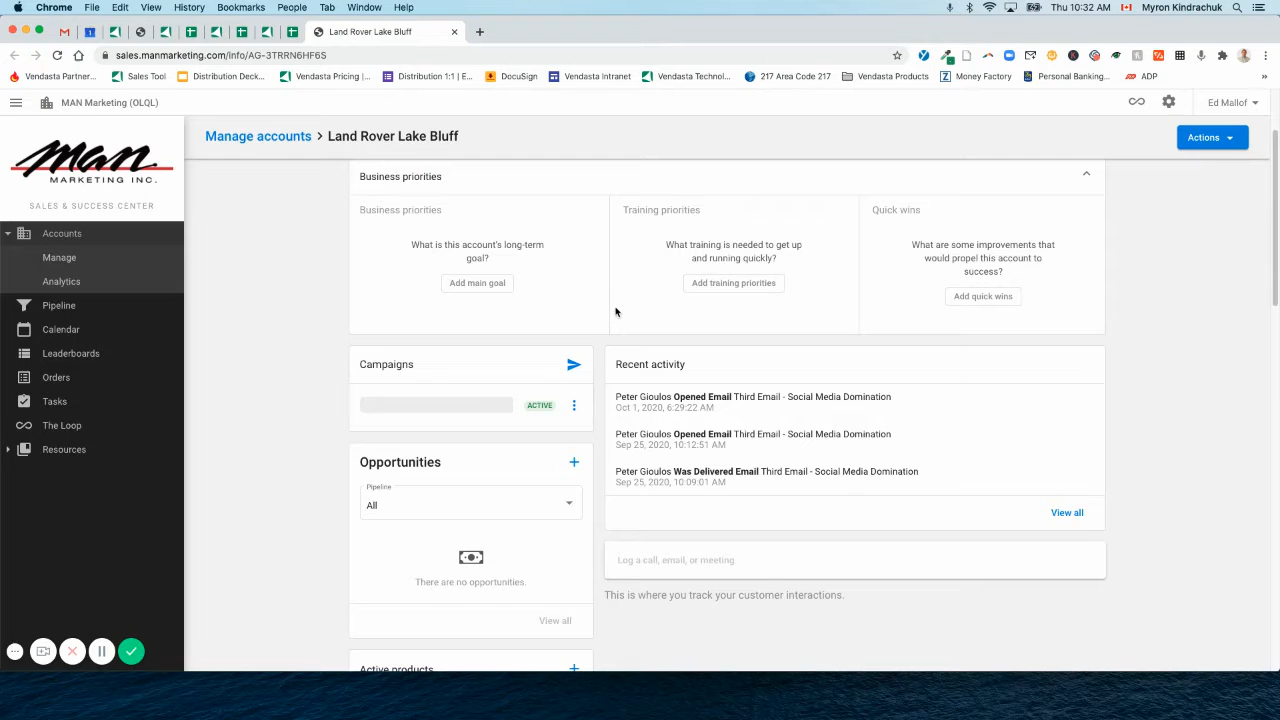 Chrome File Edit View History Bookmarks People Tab Window Help
Thu 10:32 AM Myron Kindrachuk
Land Rover Lake Bluff
sales.manmarketing.com/info/AG-3TRRN6HF6S
Vendasta Partner... Sales Tool Distribution Deck... Vendasta Pricing |... Distribution 1:1 | E... DocuSign Vendasta Intranet Vendasta Technol... 217 Area Code 217 Vendasta Products Money Factory Personal Banking... ADP
MAN Marketing (OLQL)
Ed Mallof
man
MARKETING INC.
SALES & SUCCESS CENTER
Accounts
Manage
Analytics
Pipeline
Calendar
Leaderboards
Orders
Tasks
The Loop
Resources
Manage accounts > Land Rover Lake Bluff
Actions
Business priorities
Business priorities
What is this account's long-term
goal?
Add main goal
Training priorities
What training is needed to get up
and running quickly?
Add training priorities
Quick wins
What are some improvements that
would propel this account to
success?
Add quick wins
Campaigns
ACTIVE
Opportunities
Pipeline
All
There are no opportunities.
View all
Active products
Recent activity
Peter Gioulos Opened Email Third Email - Social Media Domination
Oct 1, 2020, 6:29:22 AM
Peter Gioulos Opened Email Third Email - Social Media Domination
Sep 25, 2020, 10:12:51 AM
Peter Gioulos Was Delivered Email Third Email - Social Media Domination
Sep 25, 2020, 10:09:01 AM
View all
Log a call, email, or meeting
This is where you track your customer interactions.